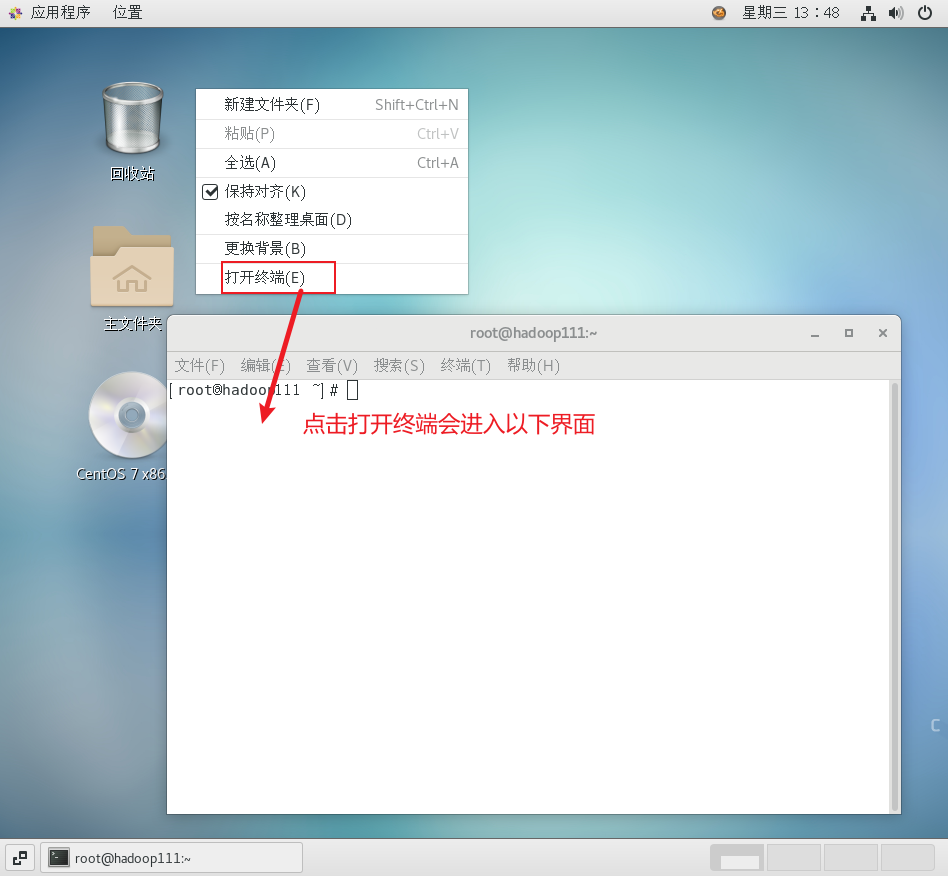 应用程序 位置 星期三 13：48
回收站
主文件夹
CentOS 7 x86
新建文件夹(F) Shift+Ctrl+N
粘贴(P) Ctrl+V
全选(A) Ctrl+A
保持对齐(K)
按名称整理桌面(D)
更换背景(B)
打开终端(E)
root@hadoop111:~
文件(F) 编辑(E) 查看(V) 搜索(S) 终端(T) 帮助(H)
[root@hadoop111 ~]#
点击打开终端会进入以下界面
C
root@hadoop111:~